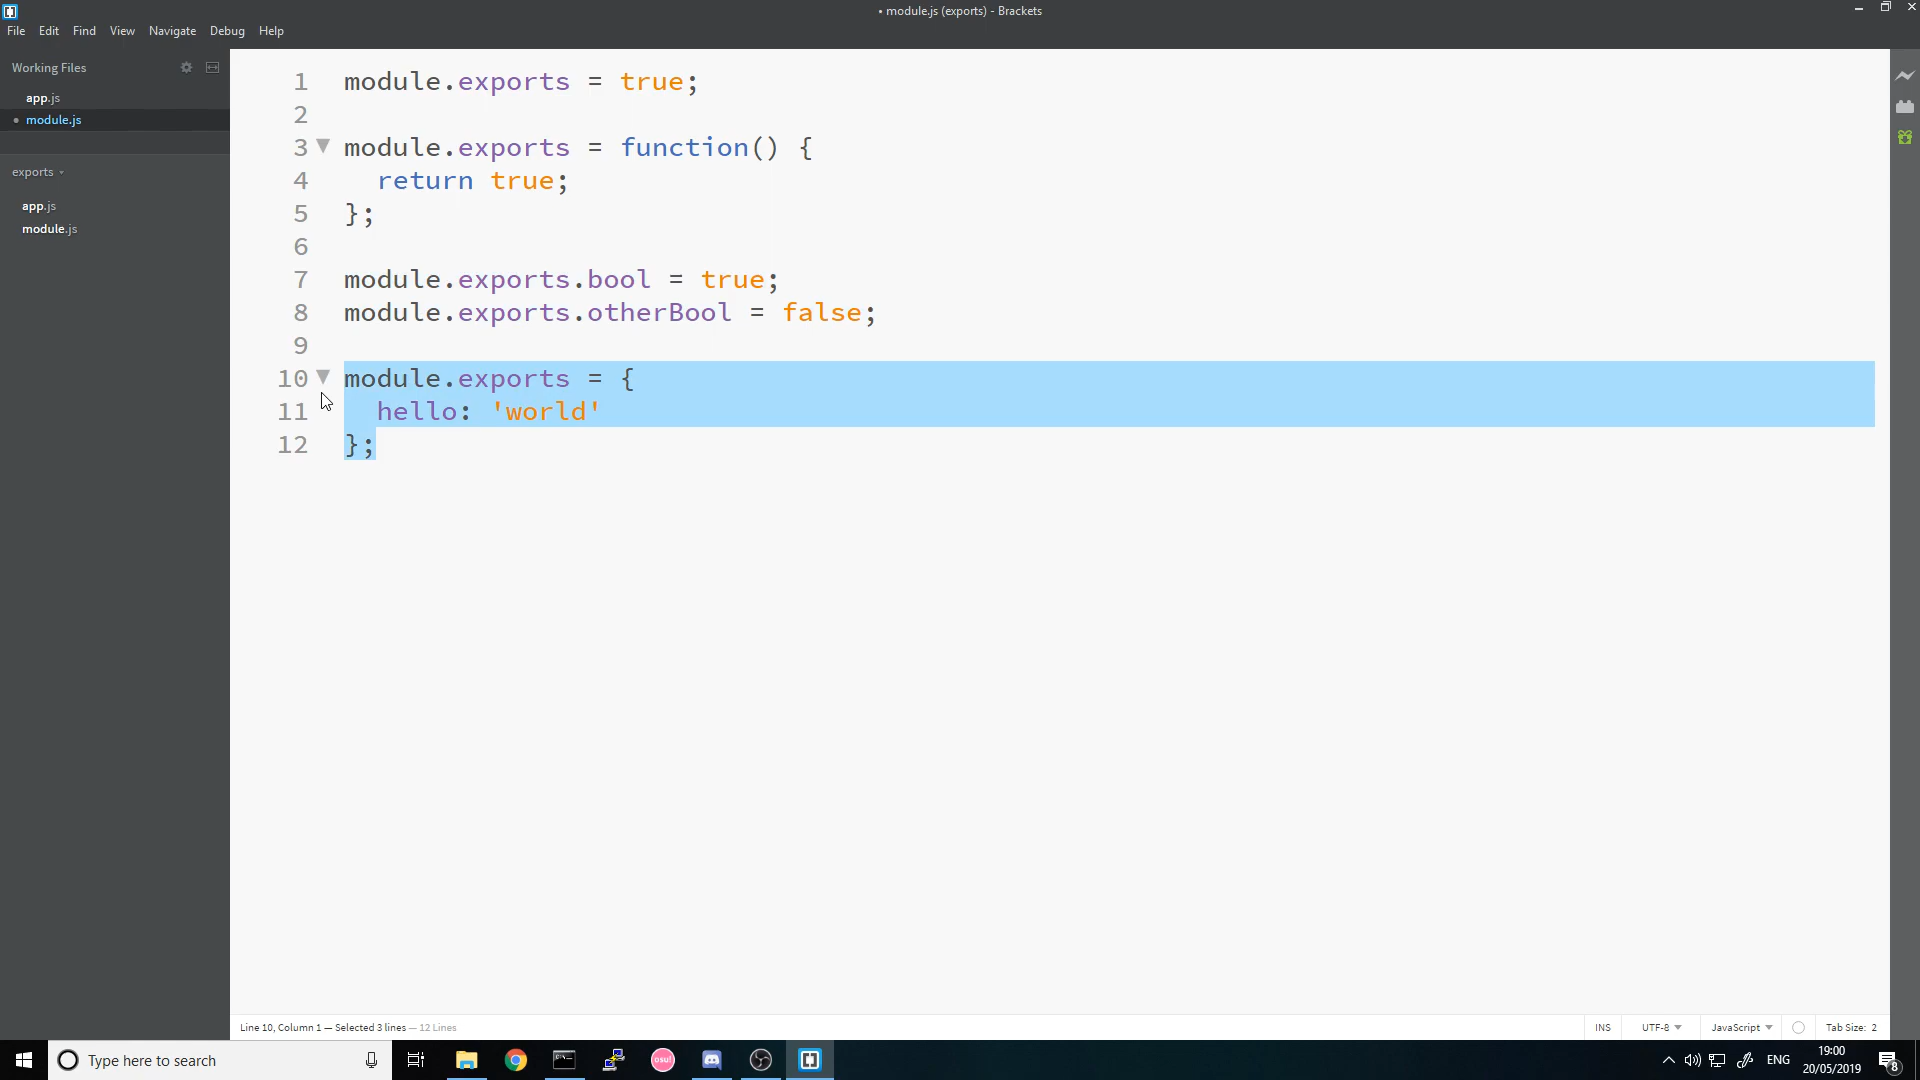 • module.js (exports) - Brackets
File Edit Find View Navigate Debug Help
Working Files
app.js
• module.js
exports
app.js
module.js
1 module.exports = true;
2
3 module.exports = function() {
4 return true;
5 };
6
7 module.exports.bool = true;
8 module.exports.otherBool = false;
9
10 module.exports = {
11 hello: 'world'
12 };
Line 10, Column 1 — Selected 3 lines — 12 Lines
INS UTF-8 JavaScript Tab Size: 2
Type here to search
osu!
ENG
19:00
20/05/2019
8